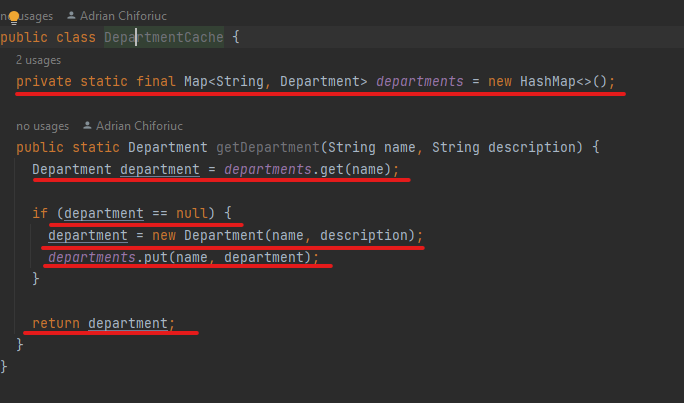 no usages Adrian Chiforiuc
public class DepartmentCache {
2 usages
private static final Map<String, Department> departments = new HashMap<>();
no usages Adrian Chiforiuc
public static Department getDepartment(String name, String description) {
Department department = departments.get(name);
if (department == null) {
department = new Department(name, description);
departments.put(name, department);
}
return department;
}
}